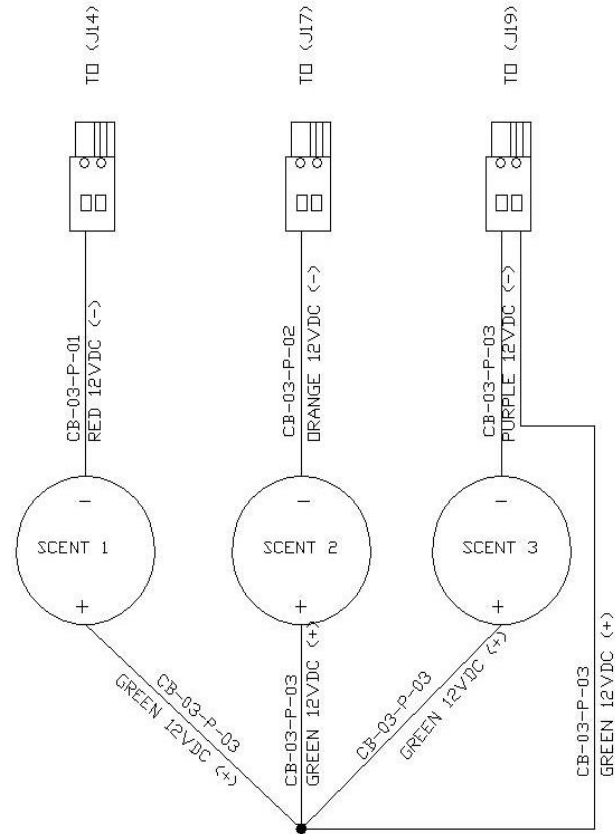 TO (J14)
TO (J17)
TO (J19)
CB-03-P-01
RED 12VDC (-)
CB-03-P-02
ORANGE 12VDC (-)
CB-03-P-03
PURPLE 12VDC (-)
-
SCENT 1
+
-
SCENT 2
+
-
SCENT 3
+
CB-03-P-03
GREEN 12VDC (+)
CB-03-P-03
GREEN 12VDC (+)
CB-03-P-03
GREEN 12VDC (+)
CB-03-P-03
GREEN 12VDC (+)